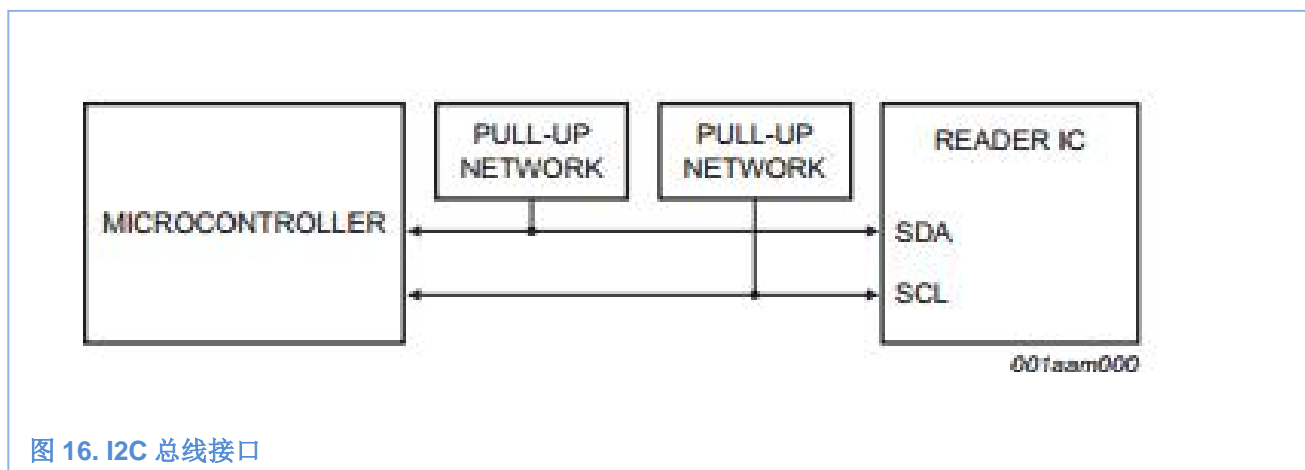 PULL-UP
NETWORK
PULL-UP
NETWORK
READER IC
MICROCONTROLLER
SDA
SCL
001aam000
图 16. I2C 总线接口